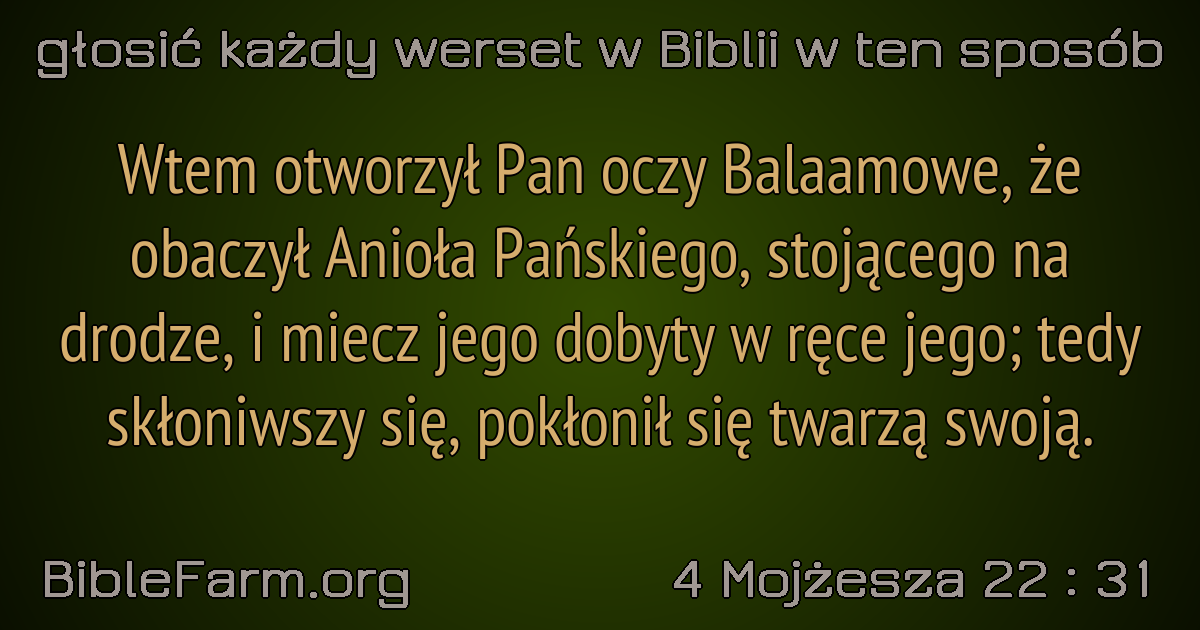 głosić każdy werset w Biblii w ten sposób
Wtem otworzył Pan oczy Balaamowe, że
obaczył Anioła Pańskiego, stojącego na
drodze, i miecz jego dobyty w ręce jego; tedy
skłoniwszy się, pokłonił się twarzą swoją.
BibleFarm.org
4 Mojżesza 22 : 31